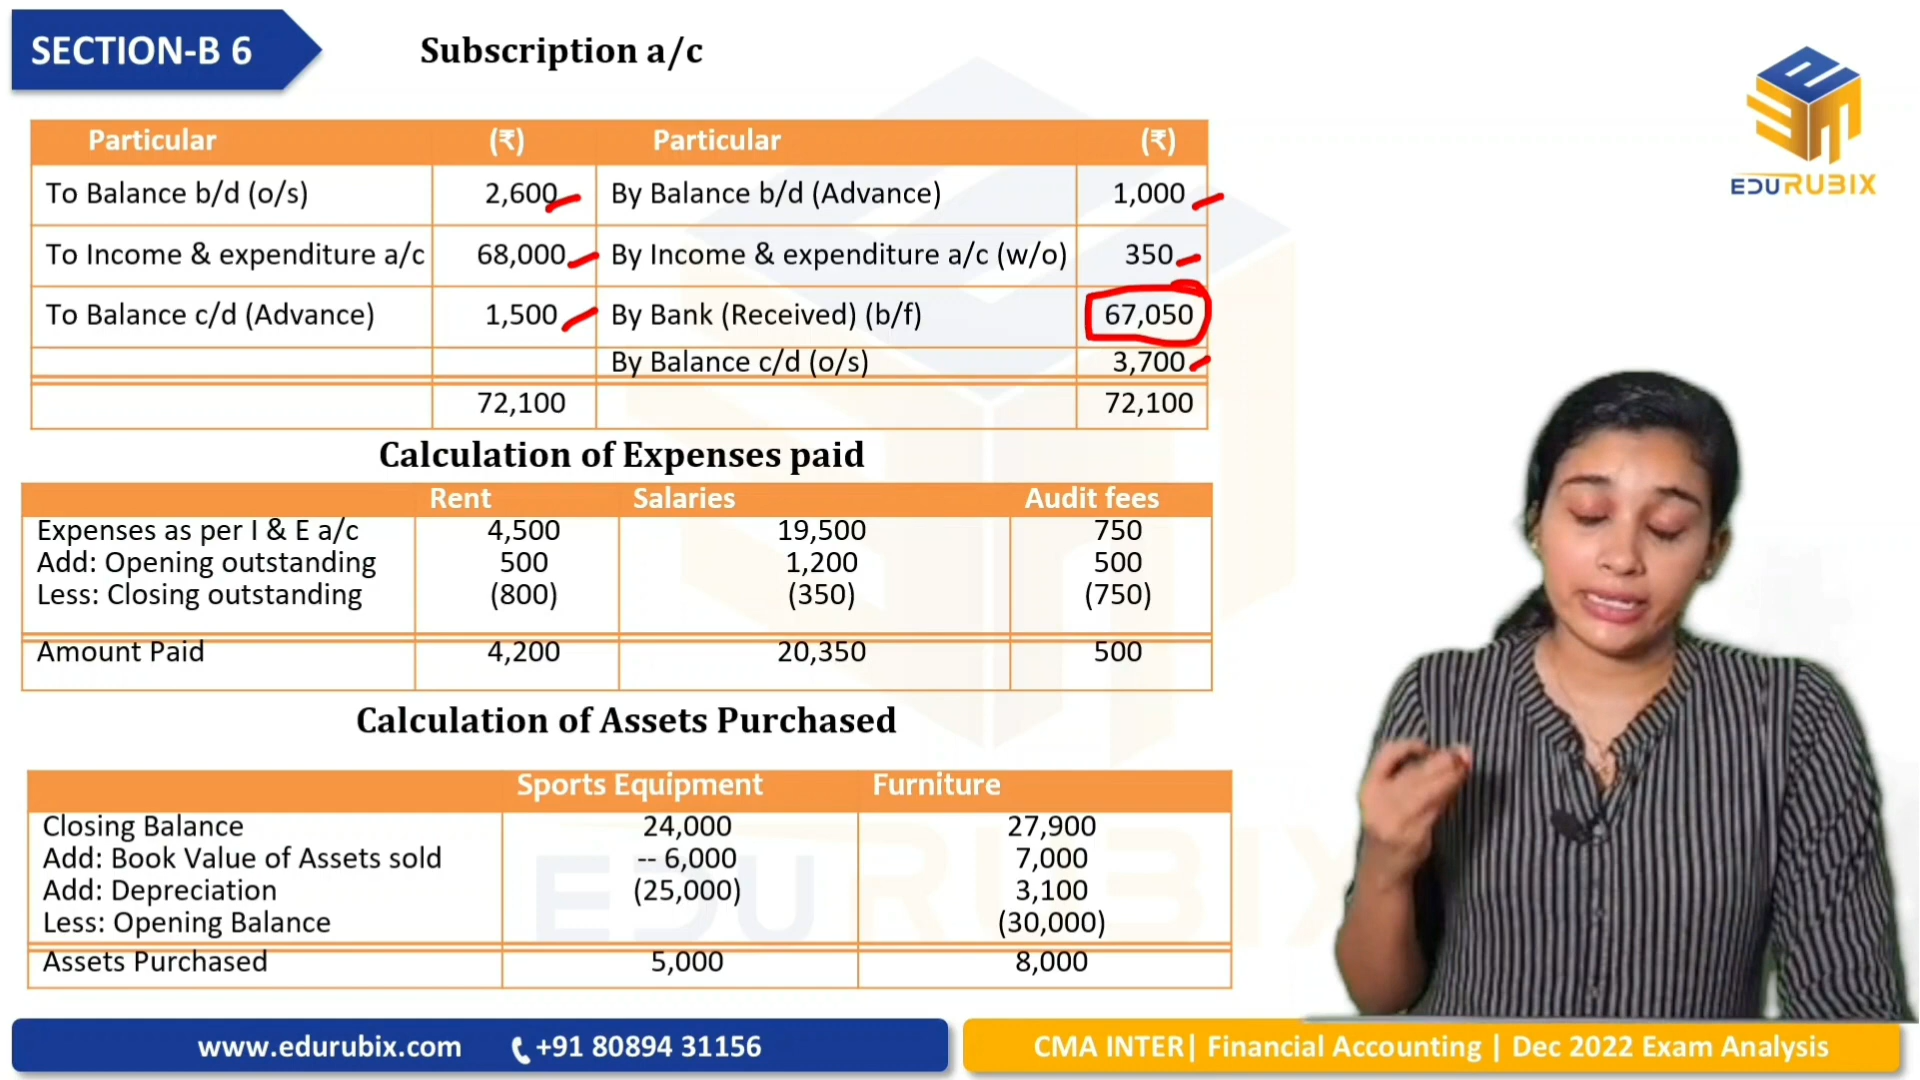 SECTION-B 6
Subscription a/c
EDURUBIX
Particular (₹) Particular (₹)
To Balance b/d (o/s) 2,600 By Balance b/d (Advance) 1,000
To Income & expenditure a/c 68,000 By Income & expenditure a/c (w/o) 350
To Balance c/d (Advance) 1,500 By Bank (Received) (b/f) 67,050
By Balance c/d (o/s) 3,700
72,100 72,100
Calculation of Expenses paid
Rent Salaries Audit fees
Expenses as per I & E a/c 4,500 19,500 750
Add: Opening outstanding 500 1,200 500
Less: Closing outstanding (800) (350) (750)
Amount Paid 4,200 20,350 500
Calculation of Assets Purchased
Sports Equipment Furniture
Closing Balance 24,000 27,900
Add: Book Value of Assets sold -- 6,000 7,000
Add: Depreciation (25,000) 3,100
Less: Opening Balance (30,000)
Assets Purchased 5,000 8,000
EDURUBIX
www.edurubix.com +91 80894 31156
CMA INTER| Financial Accounting | Dec 2022 Exam Analysis